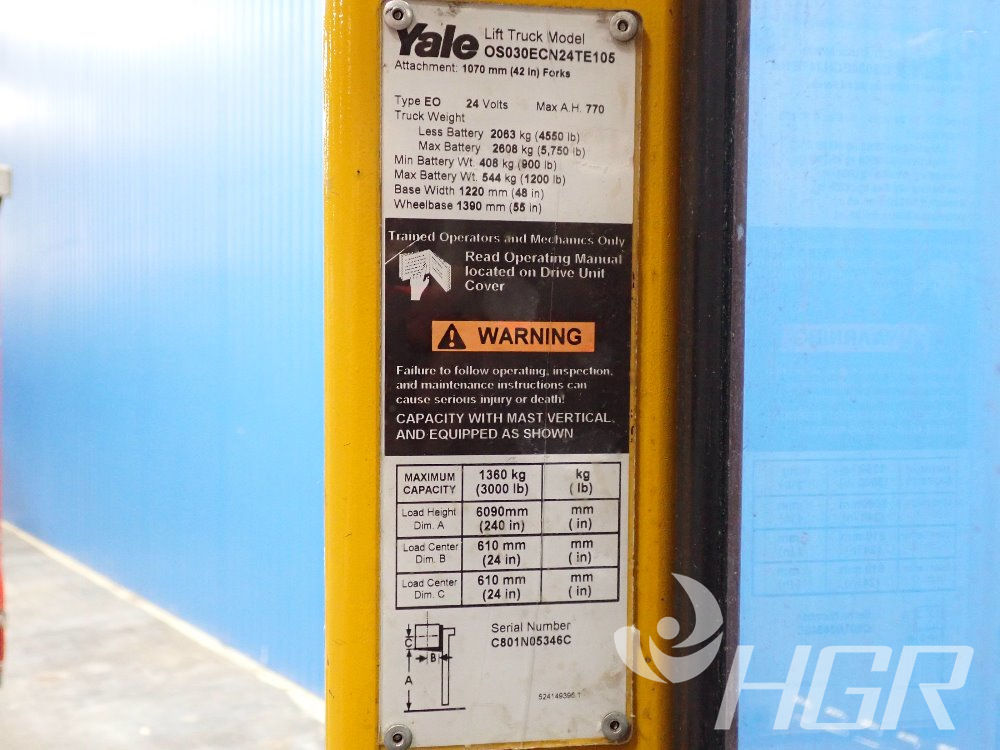 Yale Lift Truck Model
OS030ECN24TE105
Attachment: 1070 mm (42 in) Forks
Type EO 24 Volts Max A.H. 770
Truck Weight
Less Battery 2063 kg (4550 lb)
Max Battery 2608 kg (5,750 lb)
Min Battery Wt. 408 kg (900 lb)
Max Battery Wt. 544 kg (1200 lb)
Base Width 1220 mm (48 in)
Wheelbase 1390 mm (55 in)
Trained Operators and Mechanics Only
Read Operating Manual
located on Drive Unit
Cover
WARNING
Failure to follow operating, inspection,
and maintenance instructions can
cause serious injury or death!
CAPACITY WITH MAST VERTICAL
AND EQUIPPED AS SHOWN
MAXIMUM 1360 kg kg
CAPACITY (3000 lb) ( lb)
Load Height 6090mm mm
Dim. A (240 in) ( in)
Load Center 610 mm mm
Dim. B (24 in) ( in)
Load Center 610 mm mm
Dim. C (24 in) ( in)
C
B
A
Serial Number
C801N05346C
524149396 1
HGR